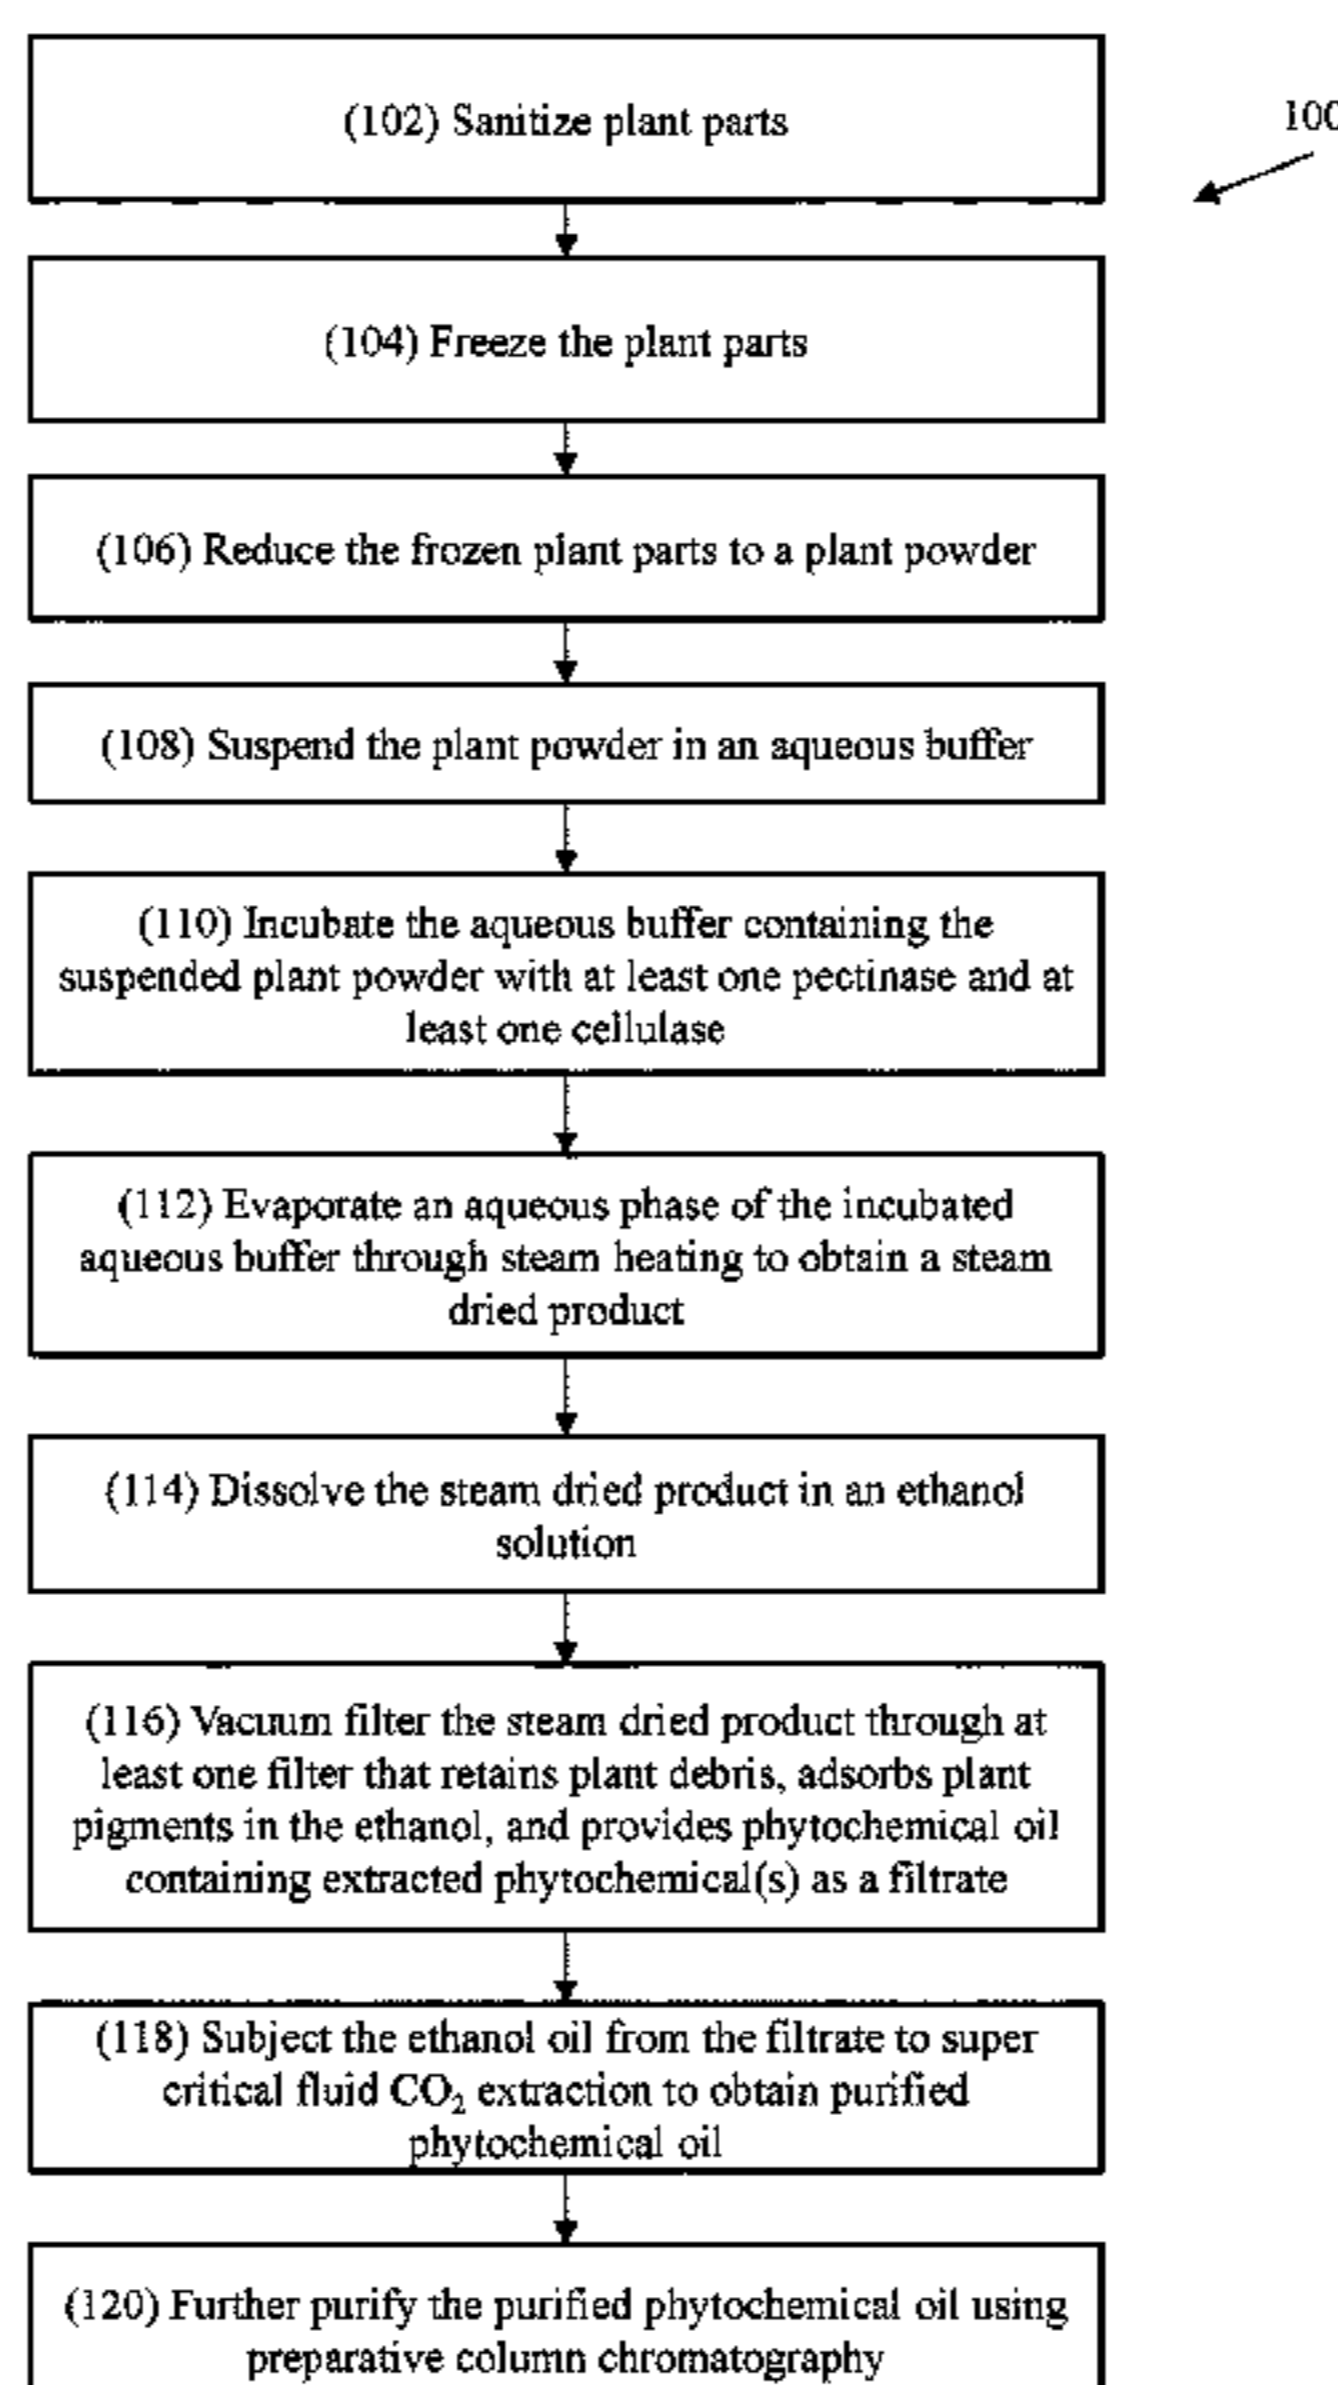 (102) Sanitize plant parts
100
(104) Freeze the plant parts
(106) Reduce the frozen plant parts to a plant powder
(108) Suspend the plant powder in an aqueous buffer
(110) Incubate the aqueous buffer containing the
suspended plant powder with at least one pectinase and at
least one cellulase
(112) Evaporate an aqueous phase of the incubated
aqueous buffer through steam heating to obtain a steam
dried product
(114) Dissolve the steam dried product in an ethanol
solution
(116) Vacuum filter the steam dried product through at
least one filter that retains plant debris, adsorbs plant
pigments in the ethanol, and provides phytochemical oil
containing extracted phytochemical(s) as a filtrate
(118) Subject the ethanol oil from the filtrate to super
critical fluid CO₂ extraction to obtain purified
phytochemical oil
(120) Further purify the purified phytochemical oil using
preparative column chromatography